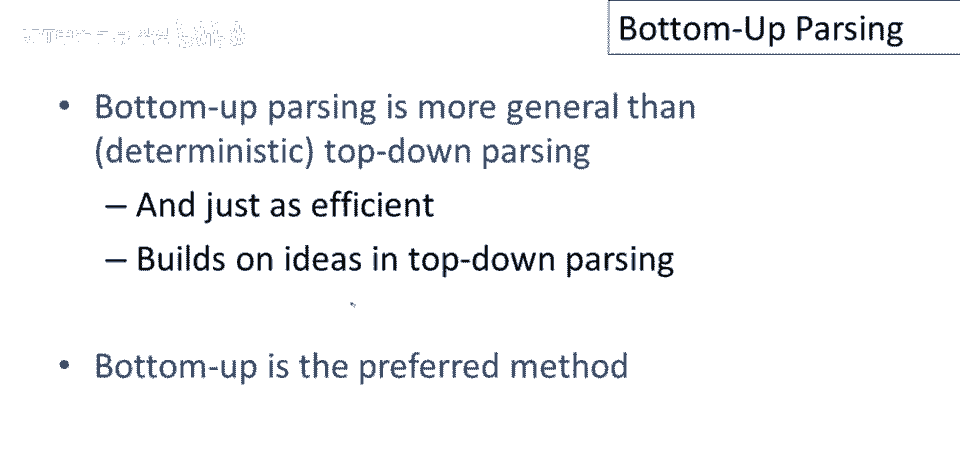 Bottom-Up Parsing
• Bottom-up parsing is more general than
(deterministic) top-down parsing
– And just as efficient
– Builds on ideas in top-down parsing
• Bottom-up is the preferred method